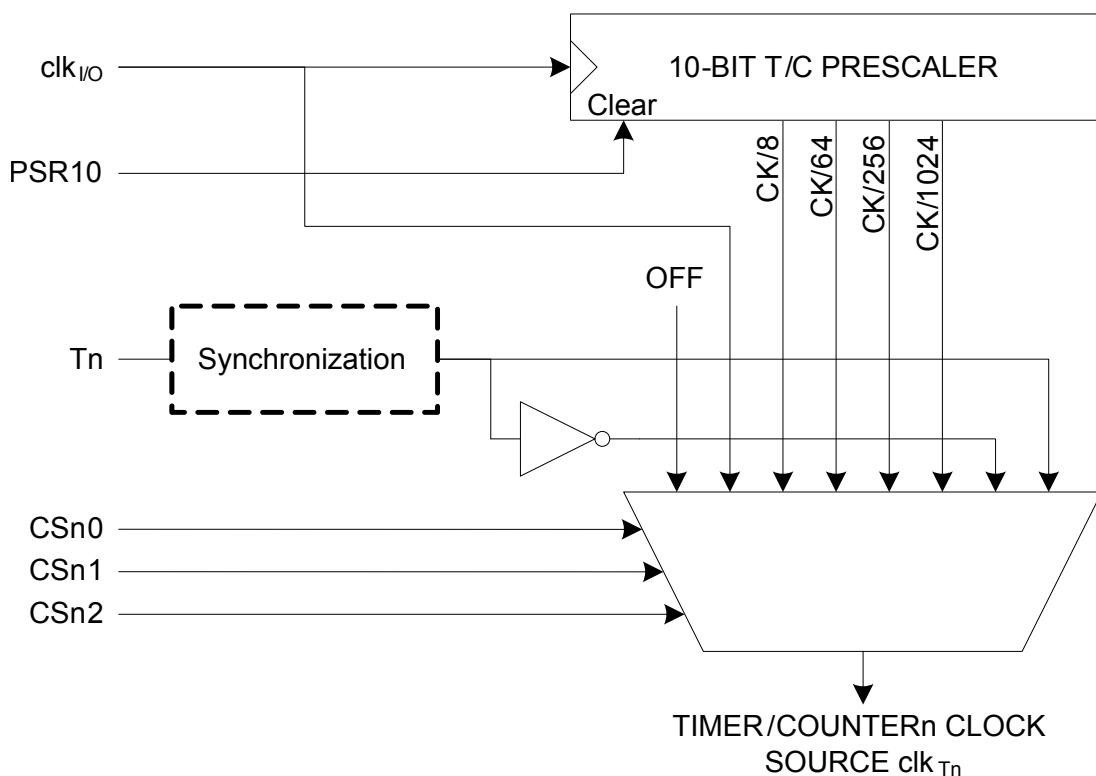 clkI/O
10-BIT T/C PRESCALER
Clear
PSR10
CK/8
CK/64
CK/256
CK/1024
OFF
Tn
Synchronization
CSn0
CSn1
CSn2
TIMER/COUNTERn CLOCK
SOURCE clkTn